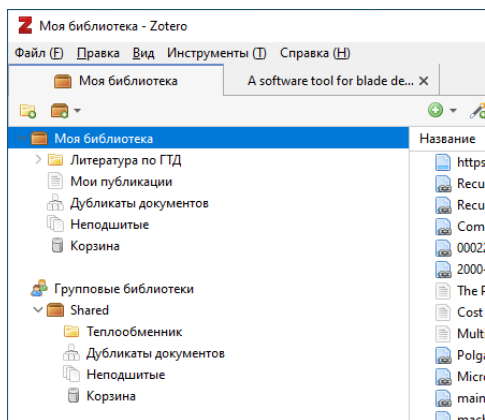 Моя библиотека - Zotero
Файл (F) Правка Вид Инструменты (T) Справка (H)
Моя библиотека A software tool for blade de...
Моя библиотека
Литература по ГТД
Мои публикации
Дубликаты документов
Неподшитые
Корзина
Групповые библиотеки
Shared
Теплообменник
Дубликаты документов
Неподшитые
Корзина
Название
https
Recu
Recu
Com
0002
2000-
The P
Cost
Multi
Polga
Micro
main